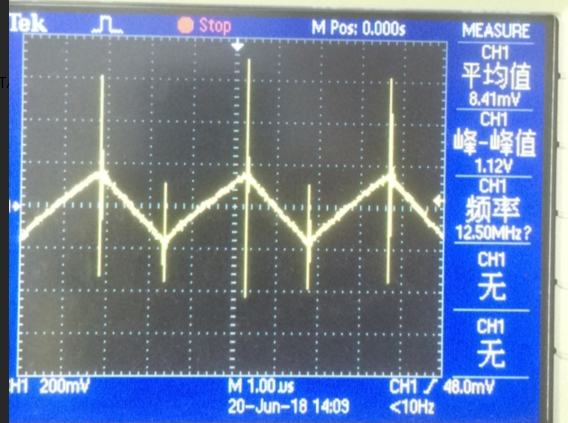 Tek
Stop
M Pos: 0.000s
MEASURE
CH1
平均值
8.41mV
CH1
峰-峰值
1.12V
CH1
频率
12.50MHz?
CH1
无
CH1
无
H1 200mV
M 1.00us
CH1
48.0mV
20-Jun-18 14:09
<10Hz